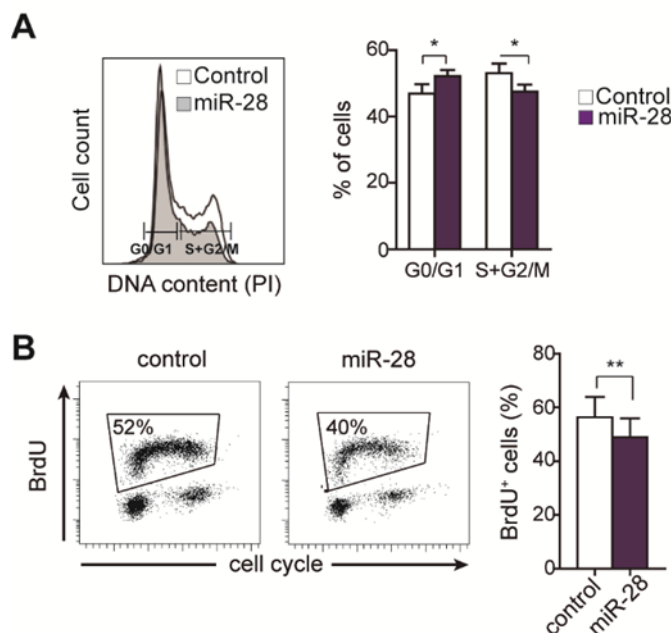 A
Control
miR-28
Cell count
G0/G1 S+G2/M
DNA content (PI)
% of cells
60
40
20
0
* *
G0/G1 S+G2/M
Control
miR-28
B
control miR-28
BrdU
52% 40%
cell cycle
BrdU+ cells (%)
80
60
40
20
0
**
control
miR-28